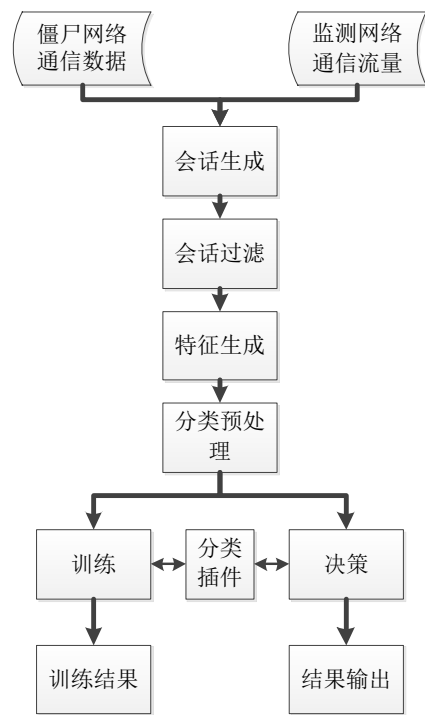 僵尸网络
通信数据
监测网络
通信流量
会话生成
会话过滤
特征生成
分类预处
理
训练
分类
插件
决策
训练结果
结果输出